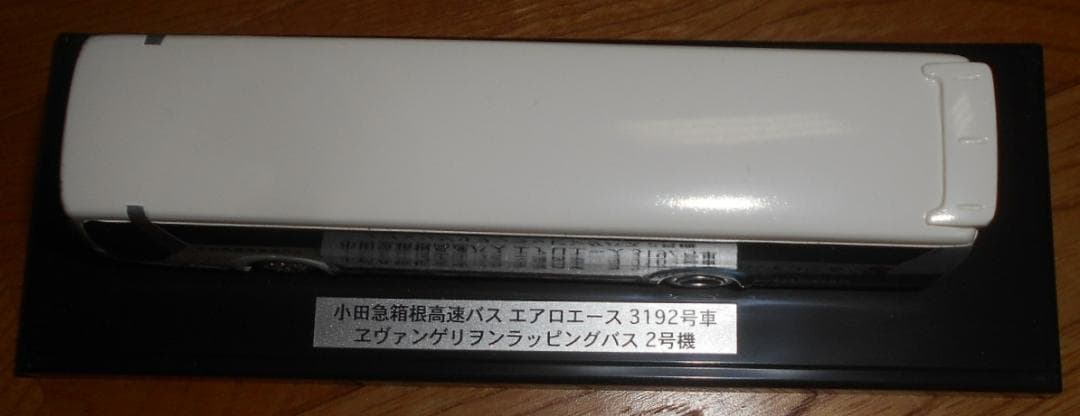 小田急箱根高速バス エアロエース 3192号車
ヱヴァンゲリヲンラッピングバス 2号機